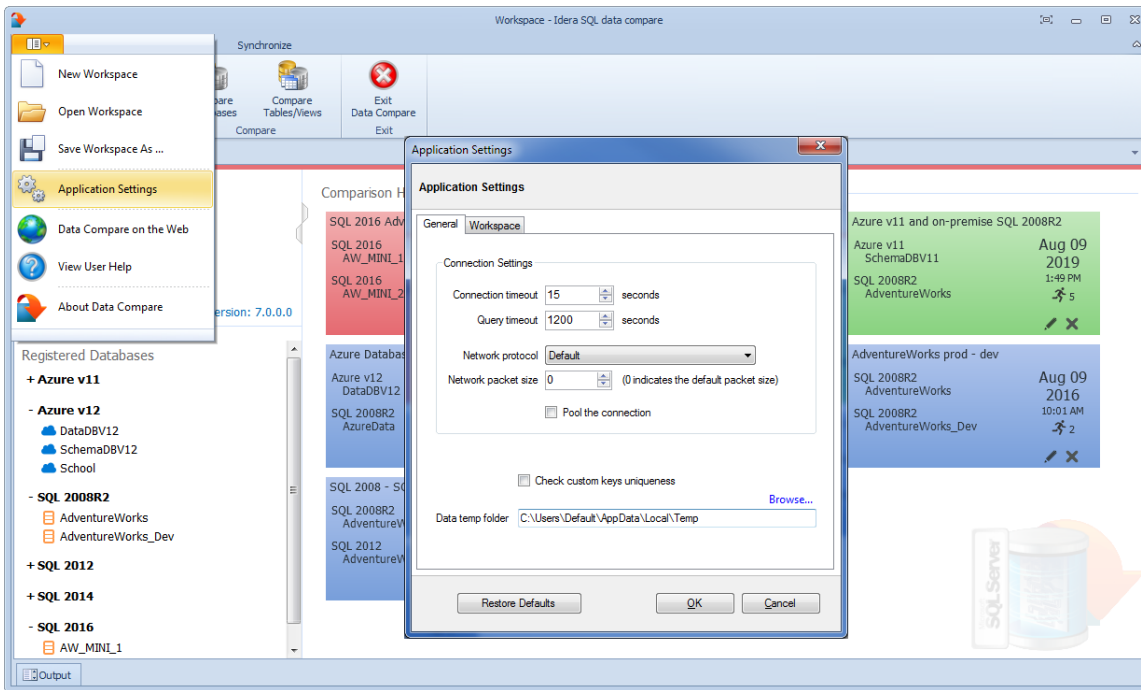 Workspace - Idera SQL data compare
Synchronize
New Workspace
Open Workspace
Save Workspace As ...
Application Settings
Data Compare on the Web
View User Help
About Data Compare
Compare
Tables/Views
Exit
Data Compare
Compare
Exit
ersion: 7.0.0.0
Registered Databases
+ Azure v11
- Azure v12
DataDBV12
SchemaDBV12
School
- SQL 2008R2
AdventureWorks
AdventureWorks_Dev
+ SQL 2012
+ SQL 2014
- SQL 2016
AW_MINI_1
Output
Comparison H
SQL 2016 Adv
SQL 2016
AW_MINI_1
SQL 2016
AW_MINI_2
Azure Databas
Azure v12
DataDBV12
SQL 2008R2
AzureData
SQL 2008 - SQ
SQL 2008R2
AdventureW
SQL 2012
AdventureW
Application Settings
Application Settings
General
Workspace
Connection Settings
Connection timeout 15 seconds
Query timeout 1200 seconds
Network protocol Default
Network packet size 0 (0 indicates the default packet size)
Pool the connection
Check custom keys uniqueness
Browse...
Data temp folder C:\Users\Default\AppData\Local\Temp
Restore Defaults
OK
Cancel
Azure v11 and on-premise SQL 2008R2
Azure v11
SchemaDBV11
SQL 2008R2
AdventureWorks
Aug 09
2019
1:49 PM
5
AdventureWorks prod - dev
SQL 2008R2
AdventureWorks
SQL 2008R2
AdventureWorks_Dev
Aug 09
2016
10:01 AM
2
SQL Server